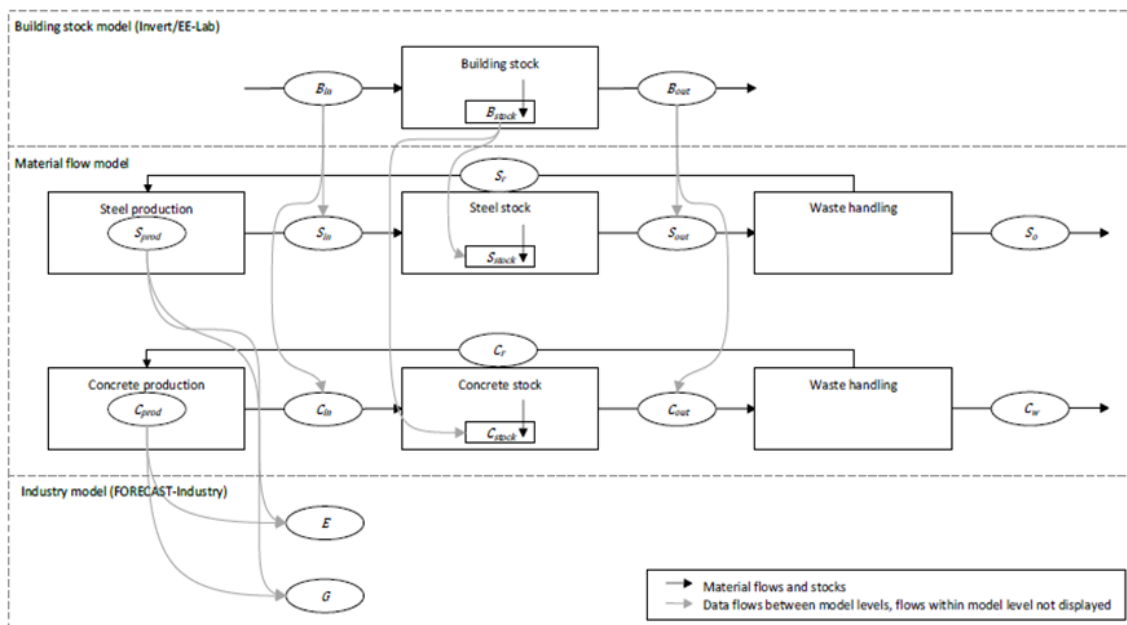 Building stock model (Invert/EE-Lab)
Building stock
B_in
B_out
B_stock
Material flow model
S_r
Steel production
Steel stock
Waste handling
S_prod
S_in
S_out
S_o
S_stock
C_r
Concrete production
Concrete stock
Waste handling
C_prod
C_in
C_out
C_w
C_stock
Industry model (FORECAST-Industry)
E
G
Material flows and stocks
Data flows between model levels, flows within model level not displayed